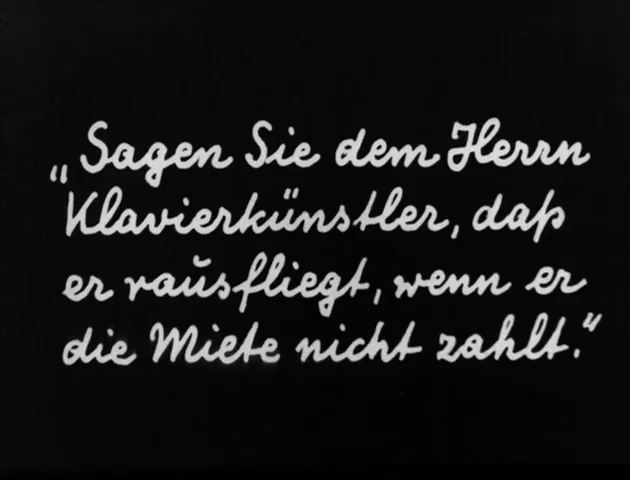 „Sagen Sie dem Herrn
Klavierkünstler, daß
er rausfliegt, wenn er
die Miete nicht zahlt.“